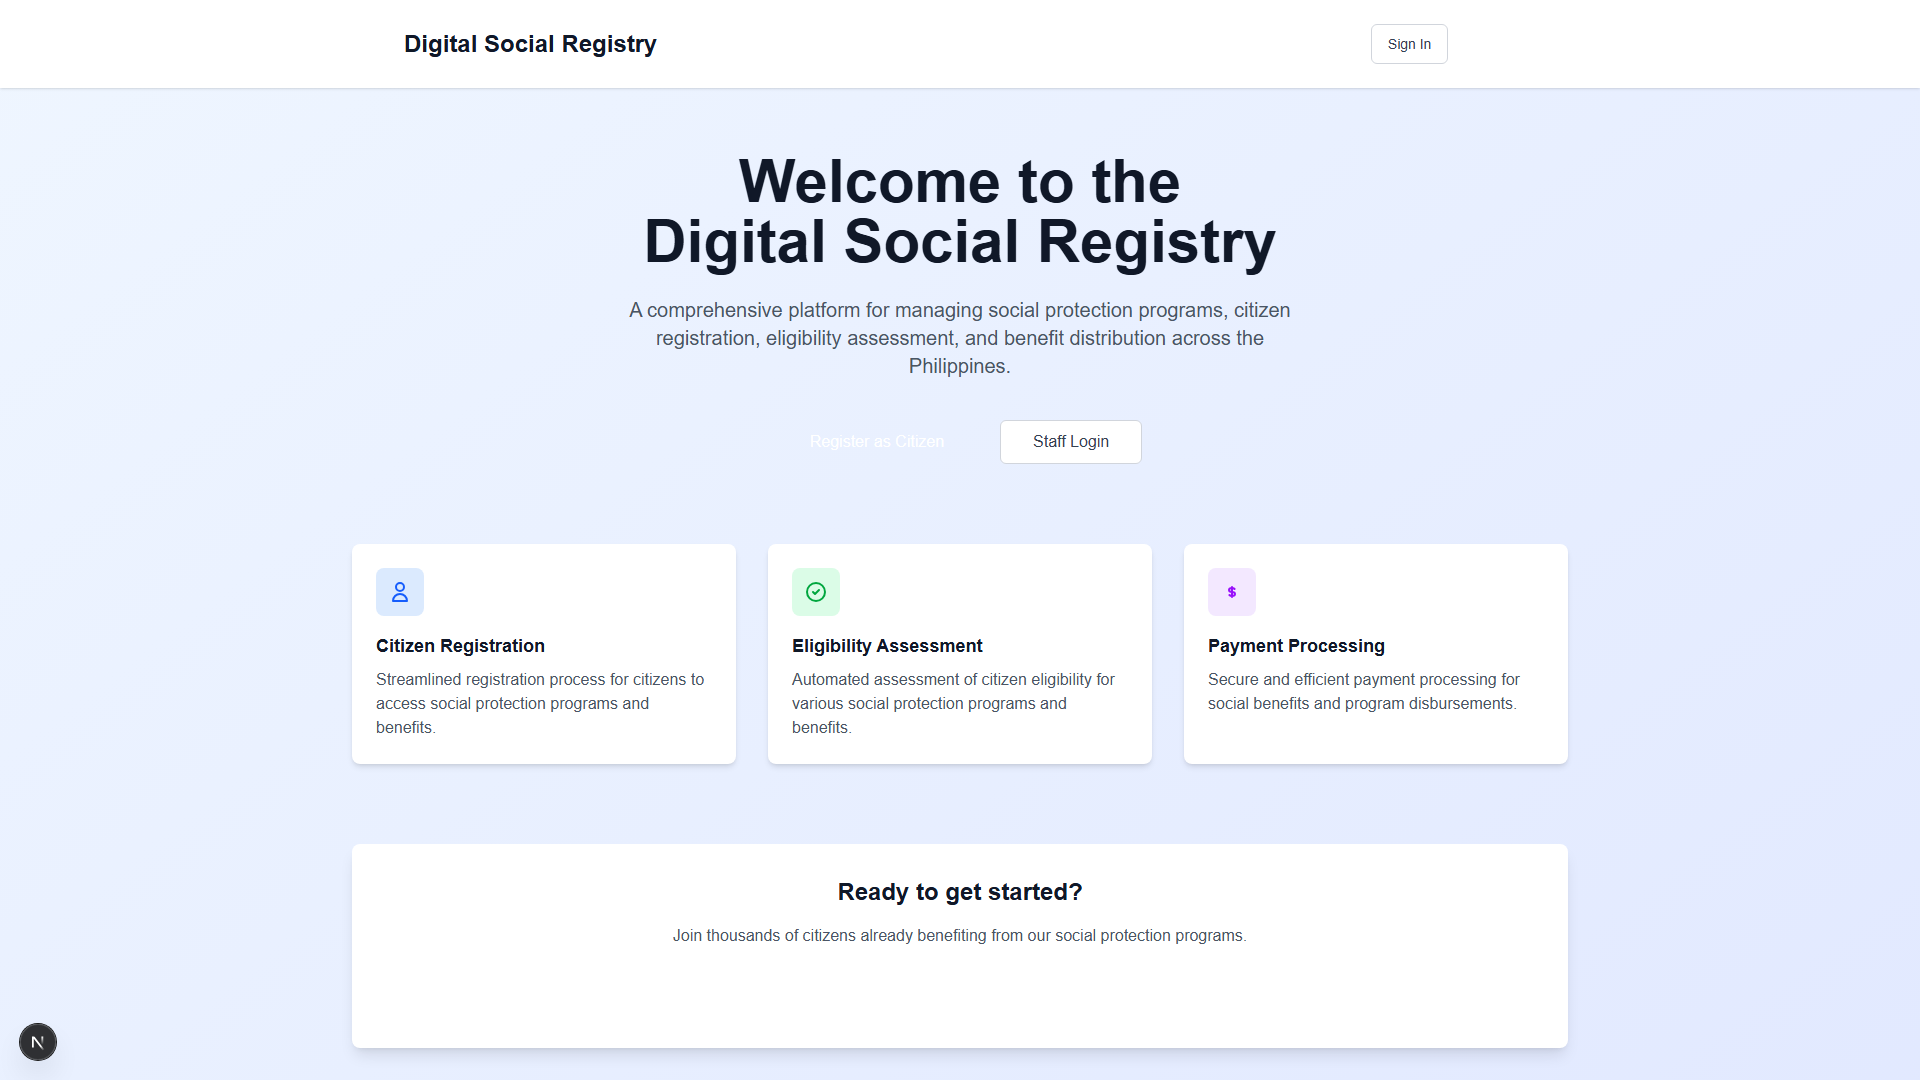 Digital Social Registry
Sign In
Welcome to the
Digital Social Registry
A comprehensive platform for managing social protection programs, citizen
registration, eligibility assessment, and benefit distribution across the
Philippines.
Register as Citizen
Staff Login
$
Citizen Registration
Streamlined registration process for citizens to
access social protection programs and
benefits.
Eligibility Assessment
Automated assessment of citizen eligibility for
various social protection programs and
benefits.
Payment Processing
Secure and efficient payment processing for
social benefits and program disbursements.
Ready to get started?
Join thousands of citizens already benefiting from our social protection programs.
N